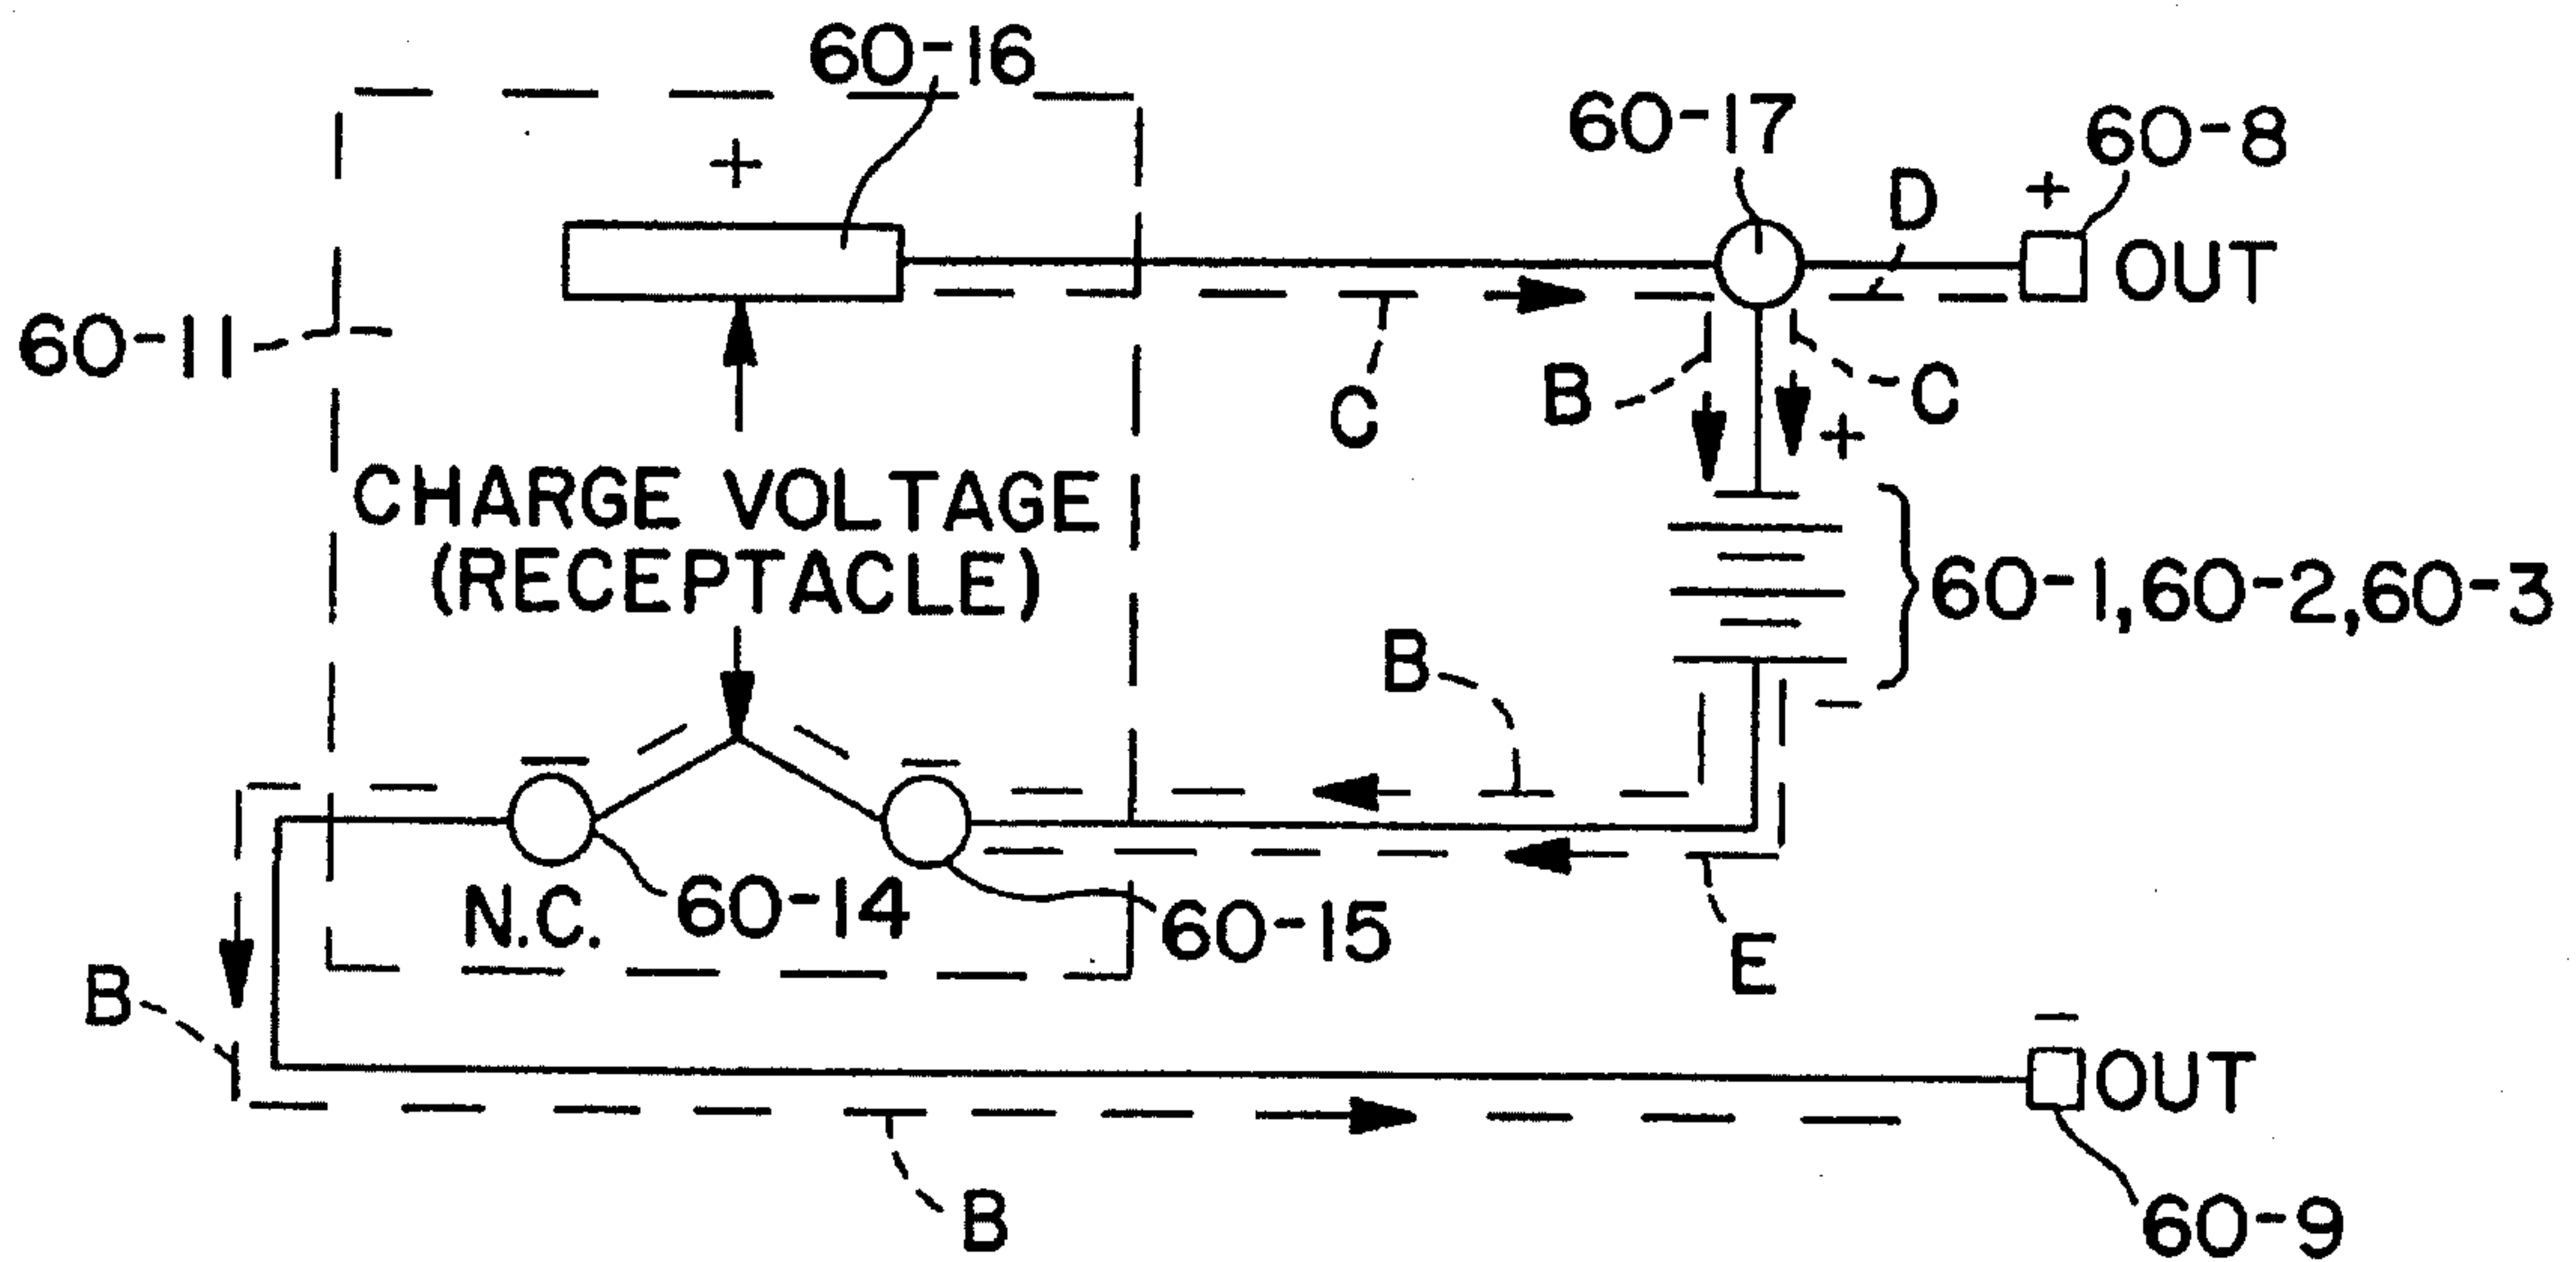 60-16
60-17
60-8
+
+
D
OUT
60-11
C
B
C
+
CHARGE VOLTAGE
(RECEPTACLE)
60-1,60-2,60-3
B
−
−
−
N.C.
60-14
60-15
E
B
−
OUT
B
60-9